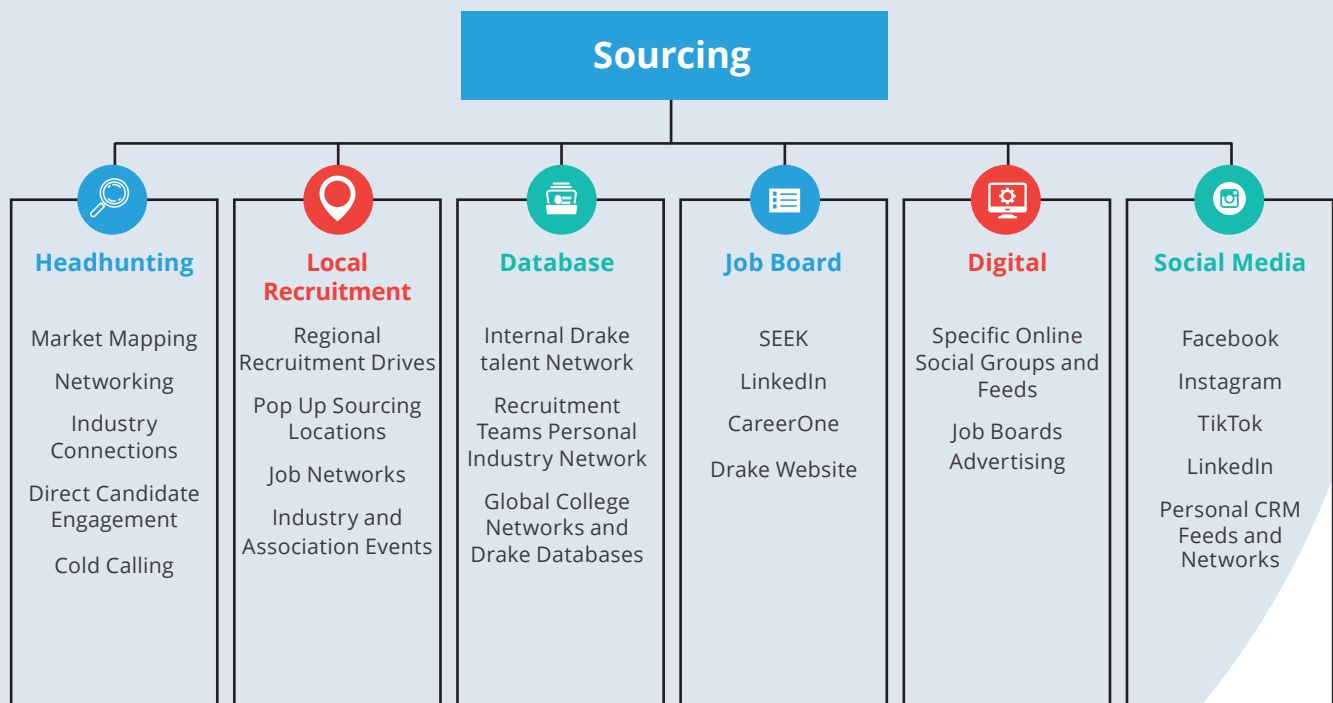 Sourcing
Headhunting
Market Mapping
Networking
Industry
Connections
Direct Candidate
Engagement
Cold Calling
Local
Recruitment
Regional
Recruitment Drives
Pop Up Sourcing
Locations
Job Networks
Industry and
Association Events
Database
Internal Drake
talent Network
Recruitment
Teams Personal
Industry Network
Global College
Networks and
Drake Databases
Job Board
SEEK
LinkedIn
CareerOne
Drake Website
Digital
Specific Online
Social Groups and
Feeds
Job Boards
Advertising
Social Media
Facebook
Instagram
TikTok
LinkedIn
Personal CRM
Feeds and
Networks